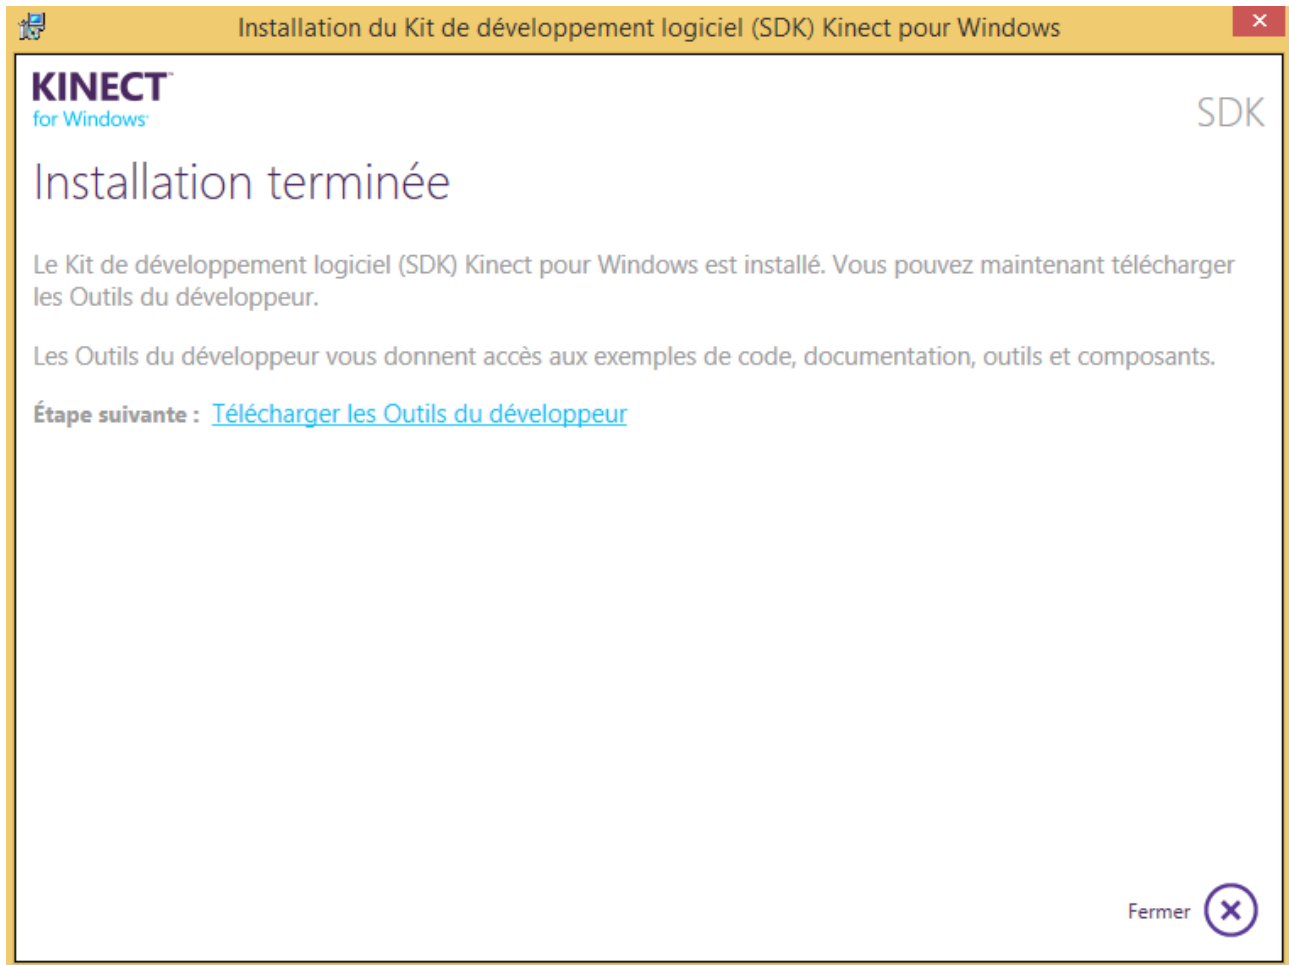 Installation du Kit de développement logiciel (SDK) Kinect pour Windows
KINECT™
for Windows®
SDK
Installation terminée
Le Kit de développement logiciel (SDK) Kinect pour Windows est installé. Vous pouvez maintenant télécharger
les Outils du développeur.
Les Outils du développeur vous donnent accès aux exemples de code, documentation, outils et composants.
Étape suivante : Télécharger les Outils du développeur
Fermer